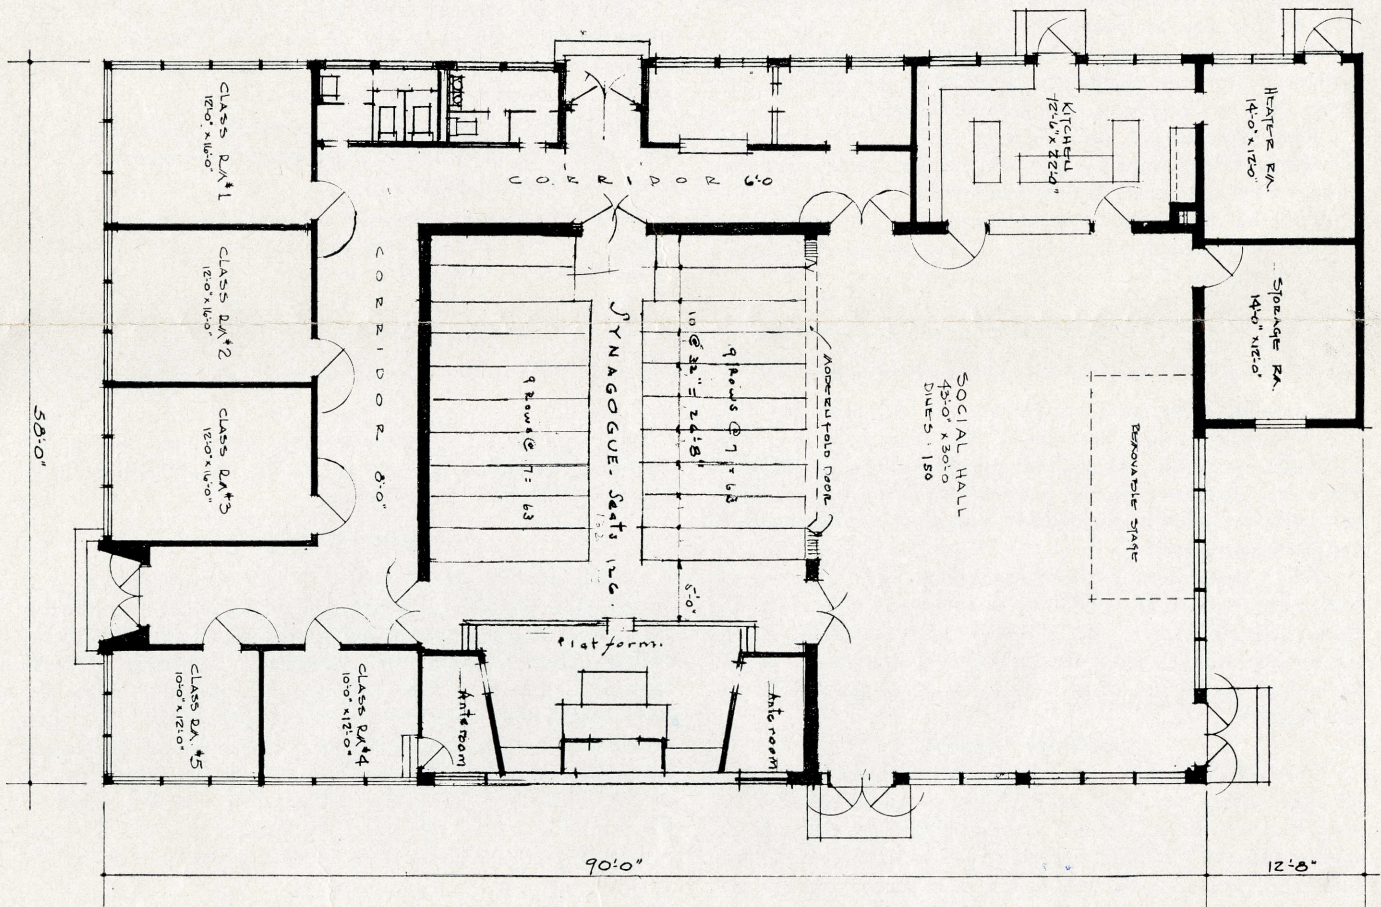 CLASS RM #1
12'-0" x 16'-0"
CLASS RM #2
12'-0" x 16'-0"
CLASS RM #3
12'-0" x 16'-0"
CLASS RM. #5
10'-0" x 12'-0"
CLASS RM #4
10'-0" x 12'-0"
CORRIDOR 6'-0
CORRIDOR 8'-0"
KITCHEN
12'-6" x 22'-0"
HEATER RM.
14'-0" x 12'-0"
STORAGE RM.
14'-0" x 12'-0"
SYNAGOGUE - Seats 126.
9 Rows @ 7 = 63
10 @ 32" = 26'-8"
9 Rows @ 7 = 63
5'-0"
MODERNFOLD DOOR
SOCIAL HALL
43'-0" x 30'-0
DINES 150
REMOVABLE STAGE
Platform.
Anteroom
Anteroom
58'-0"
90'-0"
12'-8"